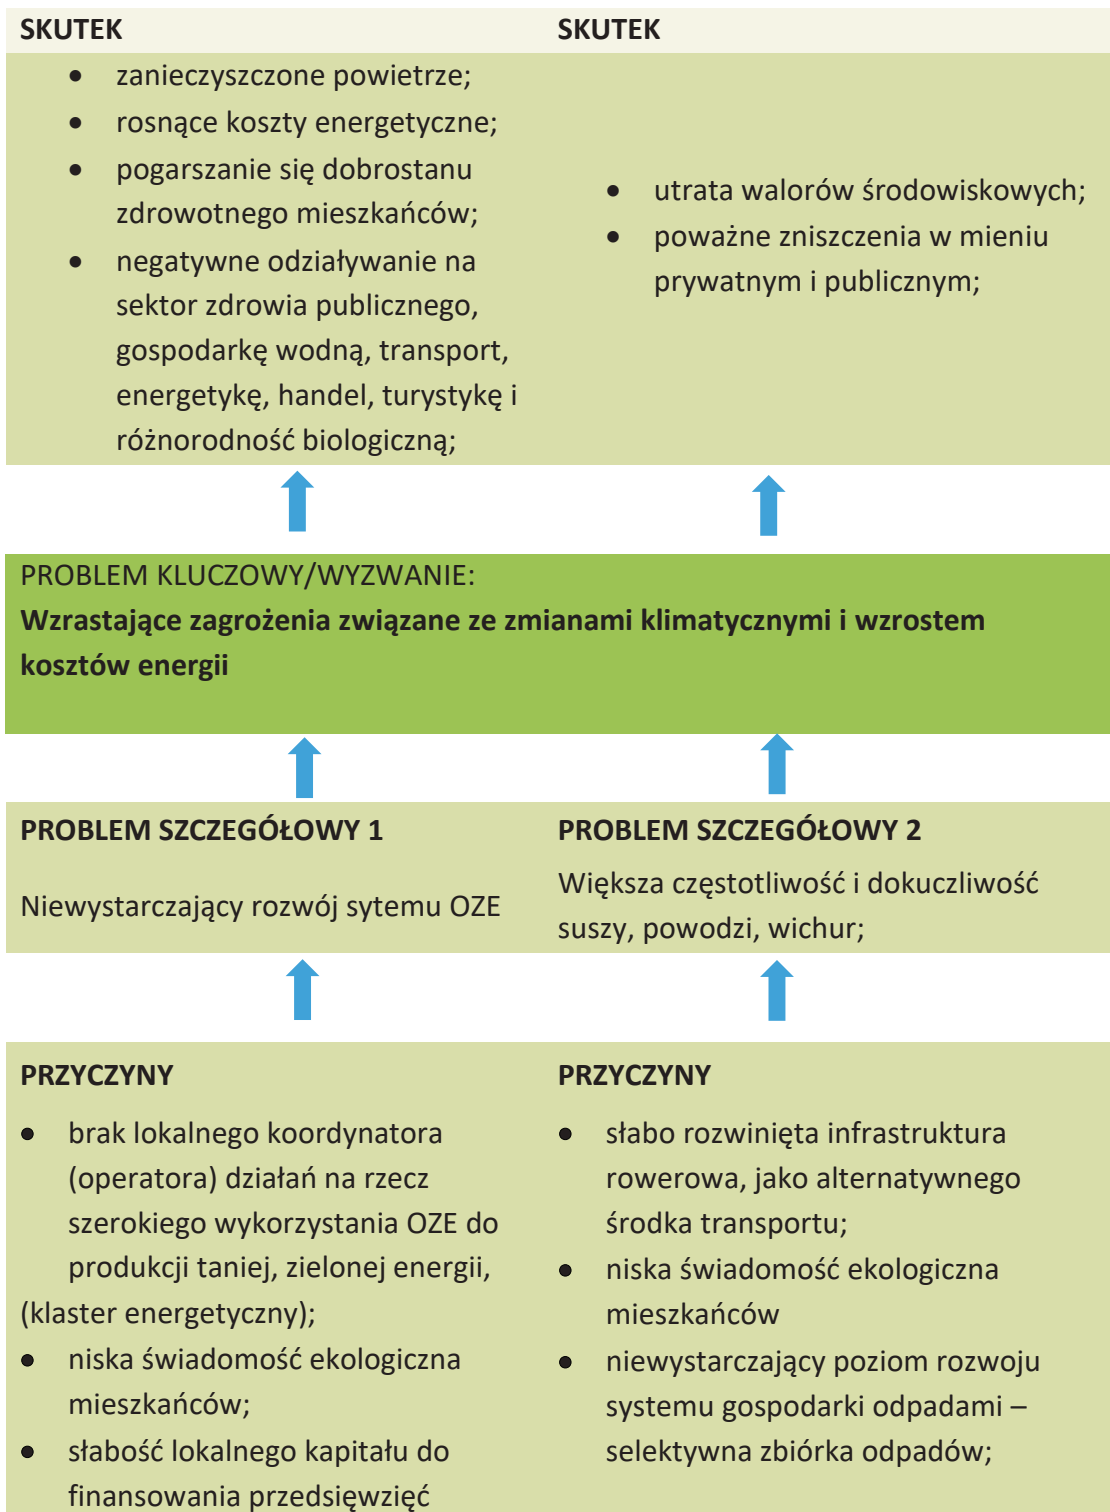 SKUTEK
• zanieczyszczone powietrze;
• rosnące koszty energetyczne;
• pogarszanie się dobrostanu
zdrowotnego mieszkańców;
• negatywne odziaływanie na
sektor zdrowia publicznego,
gospodarkę wodną, transport,
energetykę, handel, turystykę i
różnorodność biologiczną;
SKUTEK
• utrata walorów środowiskowych;
• poważne zniszczenia w mieniu
prywatnym i publicznym;
PROBLEM KLUCZOWY/WYZWANIE:
Wzrastające zagrożenia związane ze zmianami klimatycznymi i wzrostem
kosztów energii
PROBLEM SZCZEGÓŁOWY 1
Niewystarczający rozwój sytemu OZE
PROBLEM SZCZEGÓŁOWY 2
Większa częstotliwość i dokuczliwość
suszy, powodzi, wichur;
PRZYCZYNY
• brak lokalnego koordynatora
(operatora) działań na rzecz
szerokiego wykorzystania OZE do
produkcji taniej, zielonej energii,
(klaster energetyczny);
• niska świadomość ekologiczna
mieszkańców;
• słabość lokalnego kapitału do
finansowania przedsięwzięć
PRZYCZYNY
• słabo rozwinięta infrastruktura
rowerowa, jako alternatywnego
środka transportu;
• niska świadomość ekologiczna
mieszkańców
• niewystarczający poziom rozwoju
systemu gospodarki odpadami –
selektywna zbiórka odpadów;